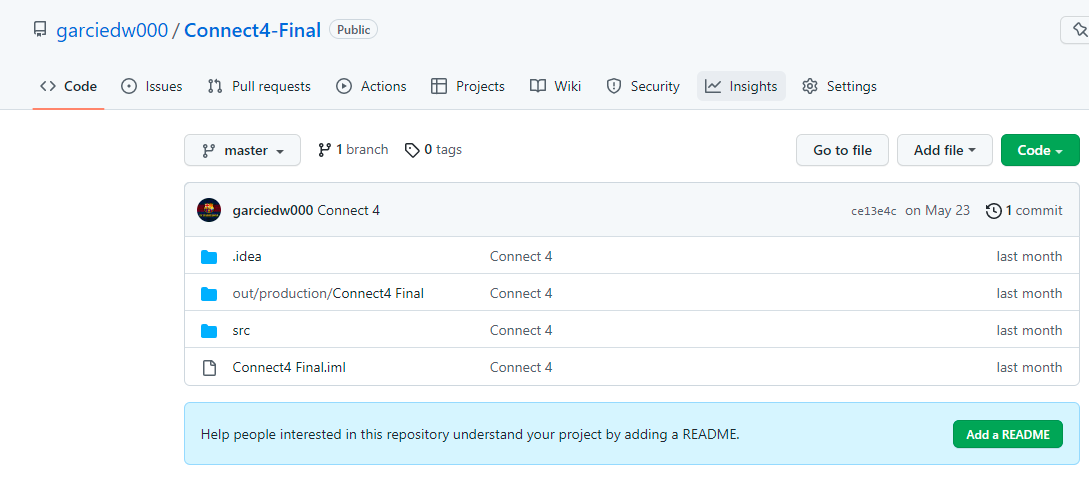 garciedw000 / Connect4-Final Public
Code Issues Pull requests Actions Projects Wiki Security Insights Settings
master 1 branch 0 tags Go to file Add file Code
garciedw000 Connect 4 ce13e4c on May 23 1 commit
.idea Connect 4 last month
out/production/Connect4 Final Connect 4 last month
src Connect 4 last month
Connect4 Final.iml Connect 4 last month
Help people interested in this repository understand your project by adding a README. Add a README